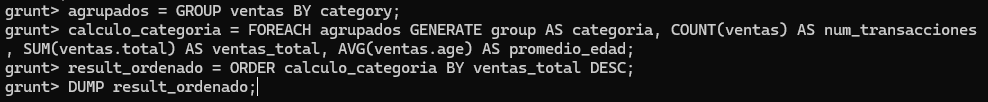 grunt> agrupados = GROUP ventas BY category;
grunt> calculo_categoria = FOREACH agrupados GENERATE group AS categoria, COUNT(ventas) AS num_transacciones
, SUM(ventas.total) AS ventas_total, AVG(ventas.age) AS promedio_edad;
grunt> result_ordenado = ORDER calculo_categoria BY ventas_total DESC;
grunt> DUMP result_ordenado;